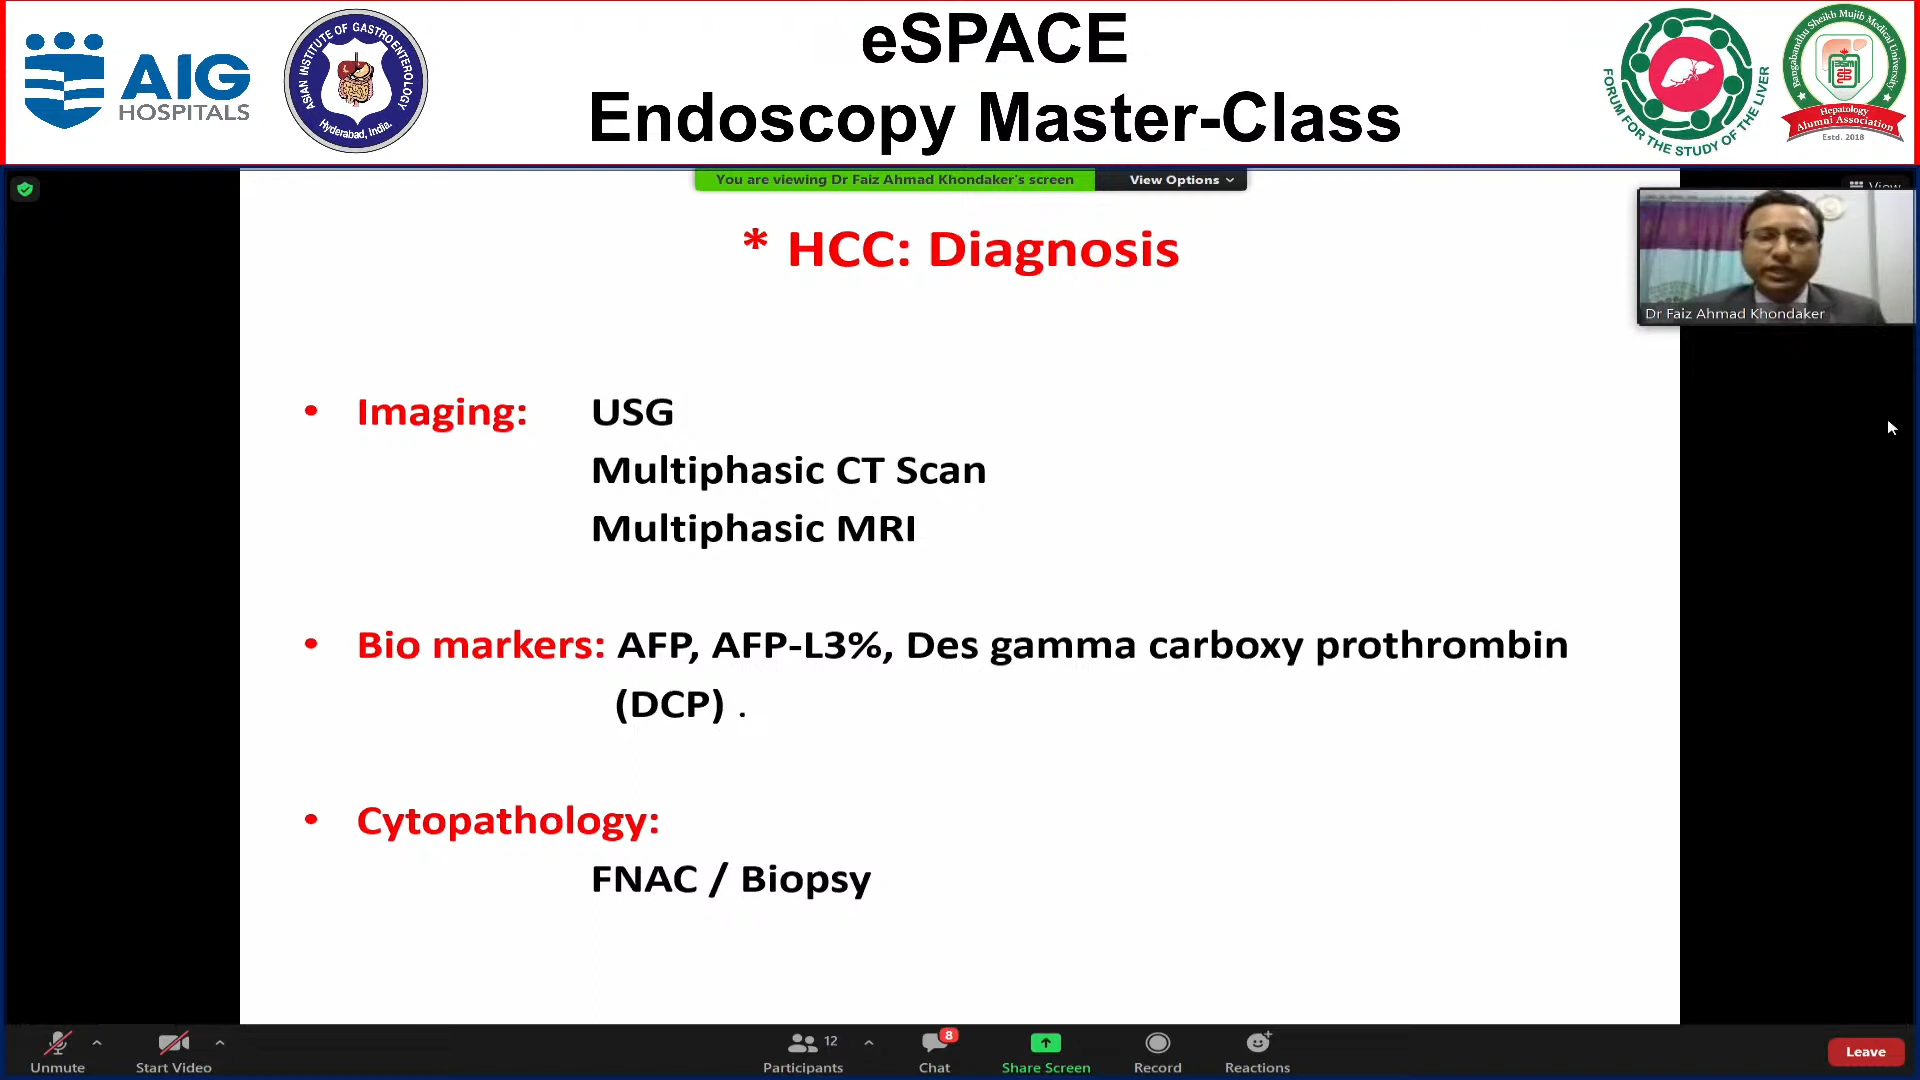 AIG
HOSPITALS
ASIAN INSTITUTE OF GASTROENTEROLOGY
Hyderabad, India.
eSPACE
Endoscopy Master-Class
FORUM FOR THE STUDY OF THE LIVER
Bangabandhu Sheikh Mujib Medical University
Hepatology
Alumni Association
Estd. 2018
You are viewing Dr Faiz Ahmad Khondaker's screen
View Options
View
* HCC: Diagnosis
Dr Faiz Ahmad Khondaker
• Imaging: USG
Multiphasic CT Scan
Multiphasic MRI
• Bio markers: AFP, AFP-L3%, Des gamma carboxy prothrombin
(DCP) .
• Cytopathology:
FNAC / Biopsy
Unmute
Start Video
12
Participants
8
Chat
Share Screen
Record
Reactions
Leave